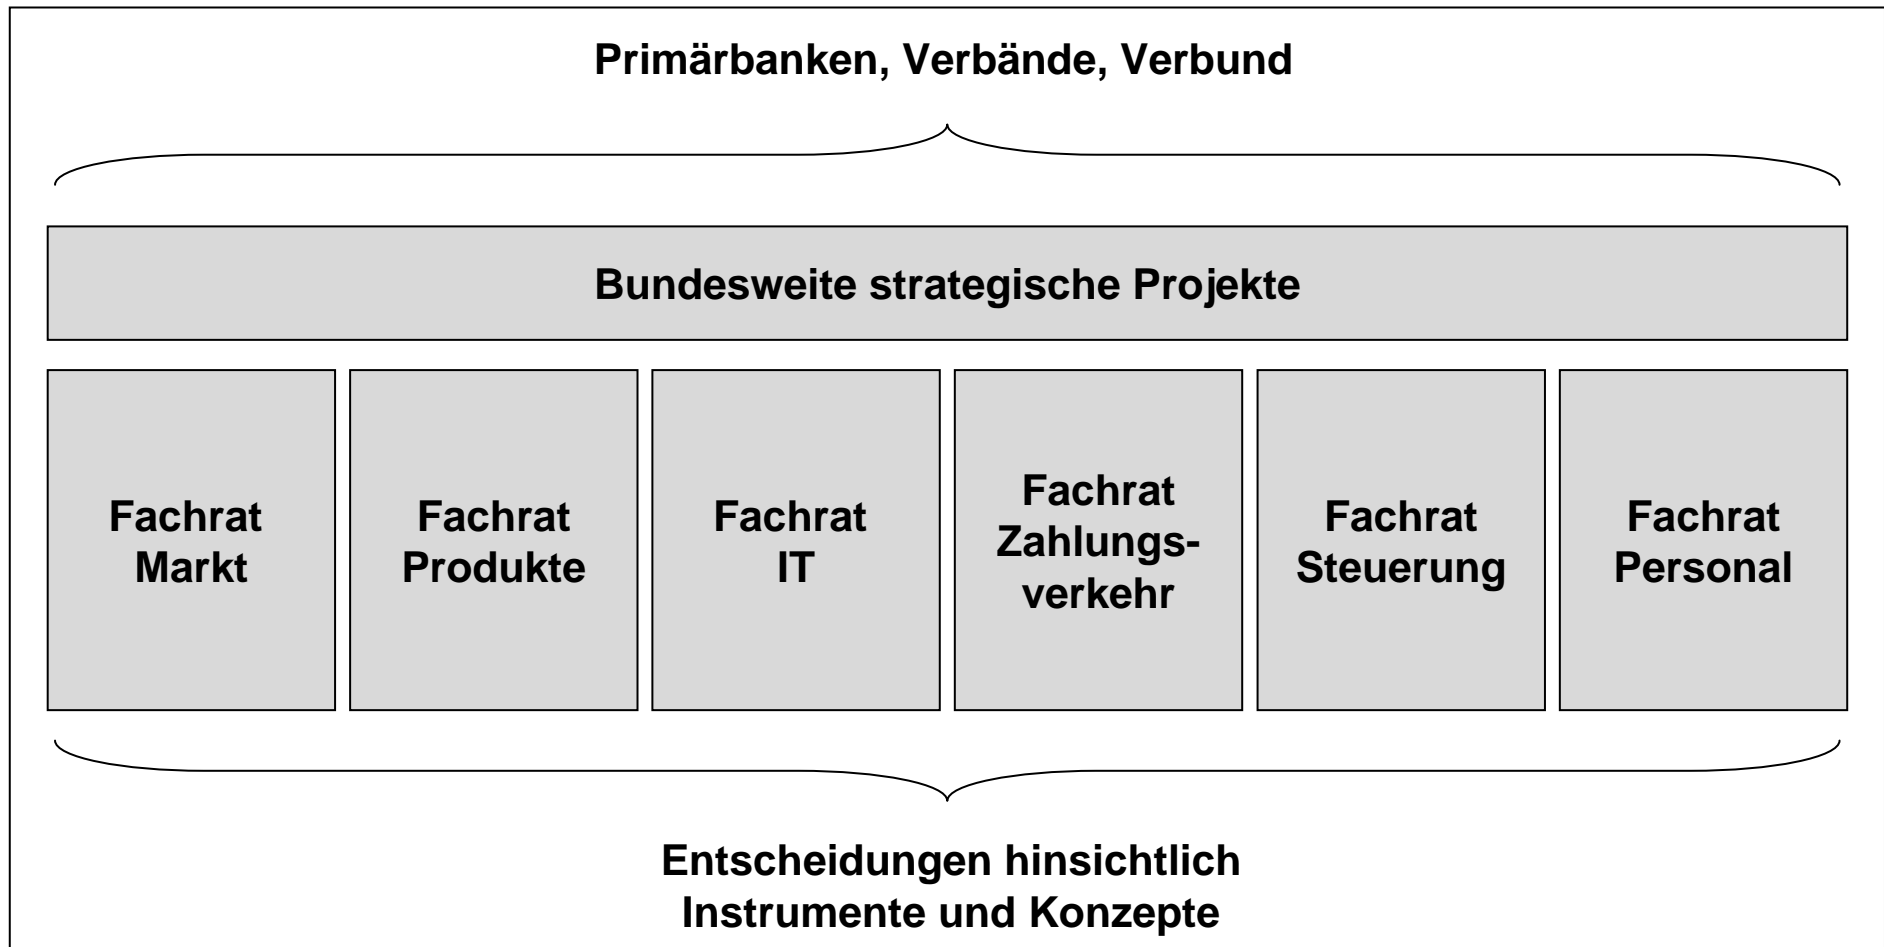 Primärbanken, Verbände, Verbund
Bundesweite strategische Projekte
Fachrat
Markt
Fachrat
Produkte
Fachrat
IT
Fachrat
Zahlungs-
verkehr
Fachrat
Steuerung
Fachrat
Personal
Entscheidungen hinsichtlich
Instrumente und Konzepte